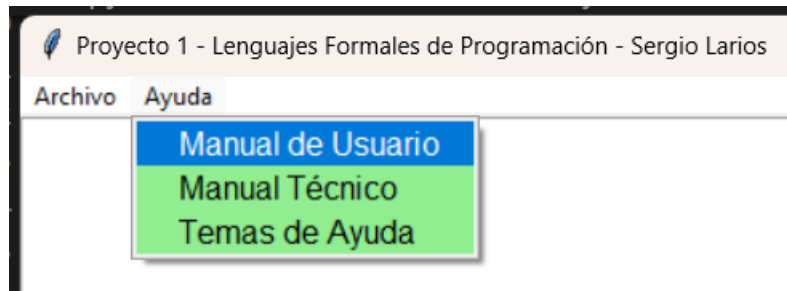 Proyecto 1 - Lenguajes Formales de Programación - Sergio Larios
Archivo Ayuda
Manual de Usuario
Manual Técnico
Temas de Ayuda